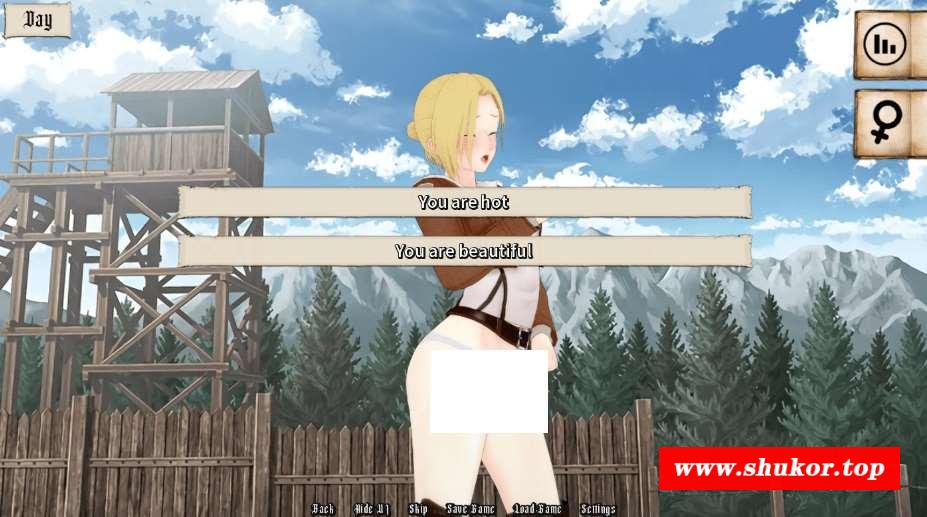 Day
You are hot
You are beautiful
www.shukor.top
Back Hide UI Skip Save Game Load Game Settings